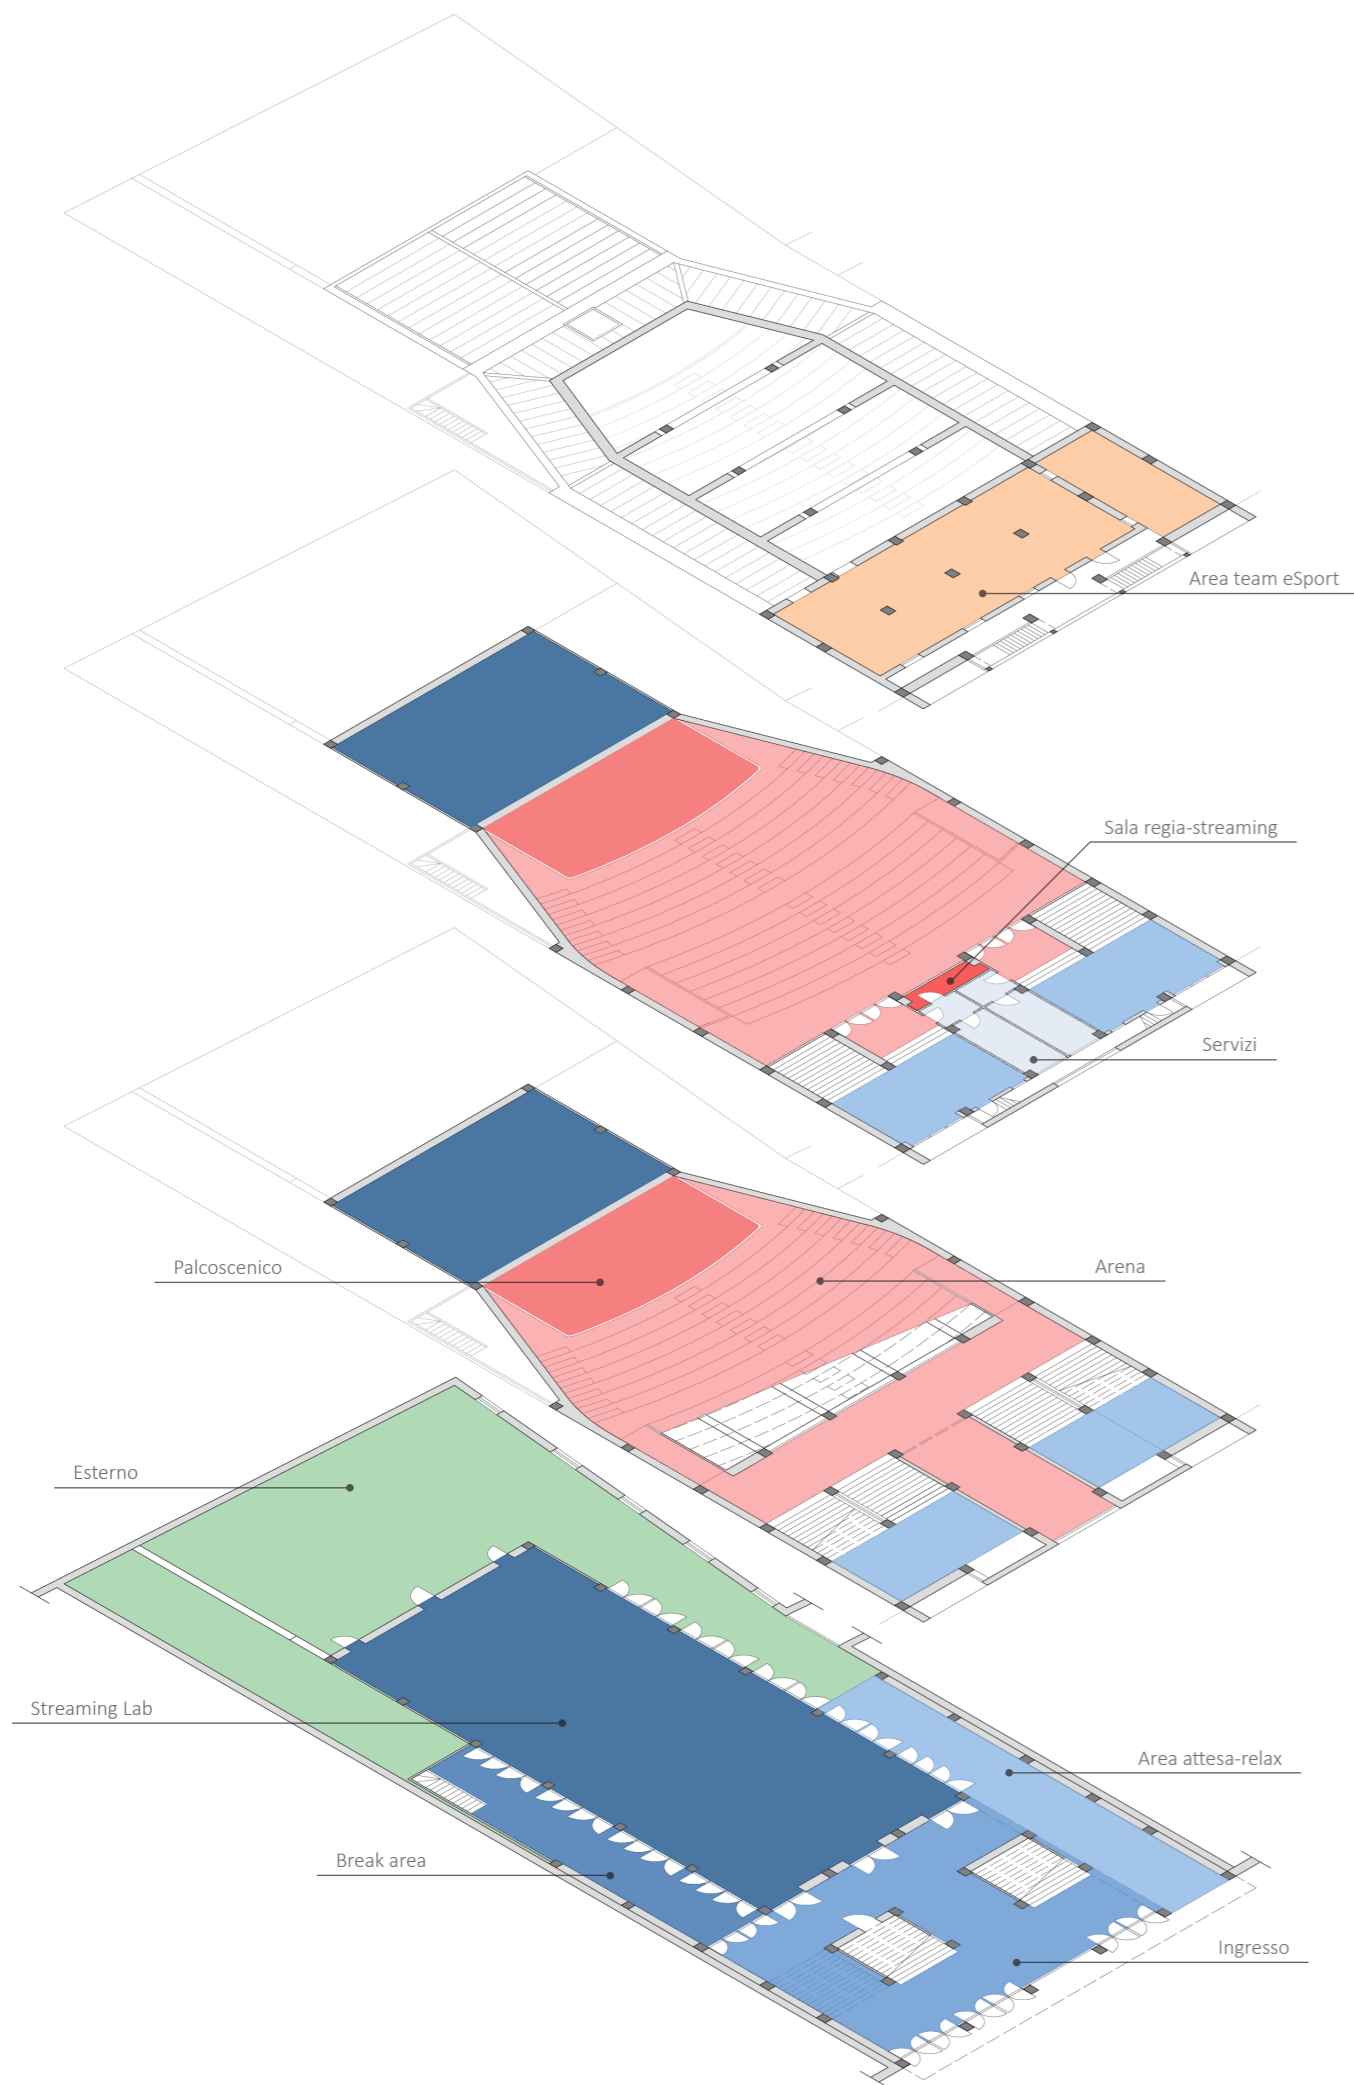 Area team eSport
Sala regia-streaming
Servizi
Palcoscenico
Arena
Esterno
Streaming Lab
Area attesa-relax
Break area
Ingresso